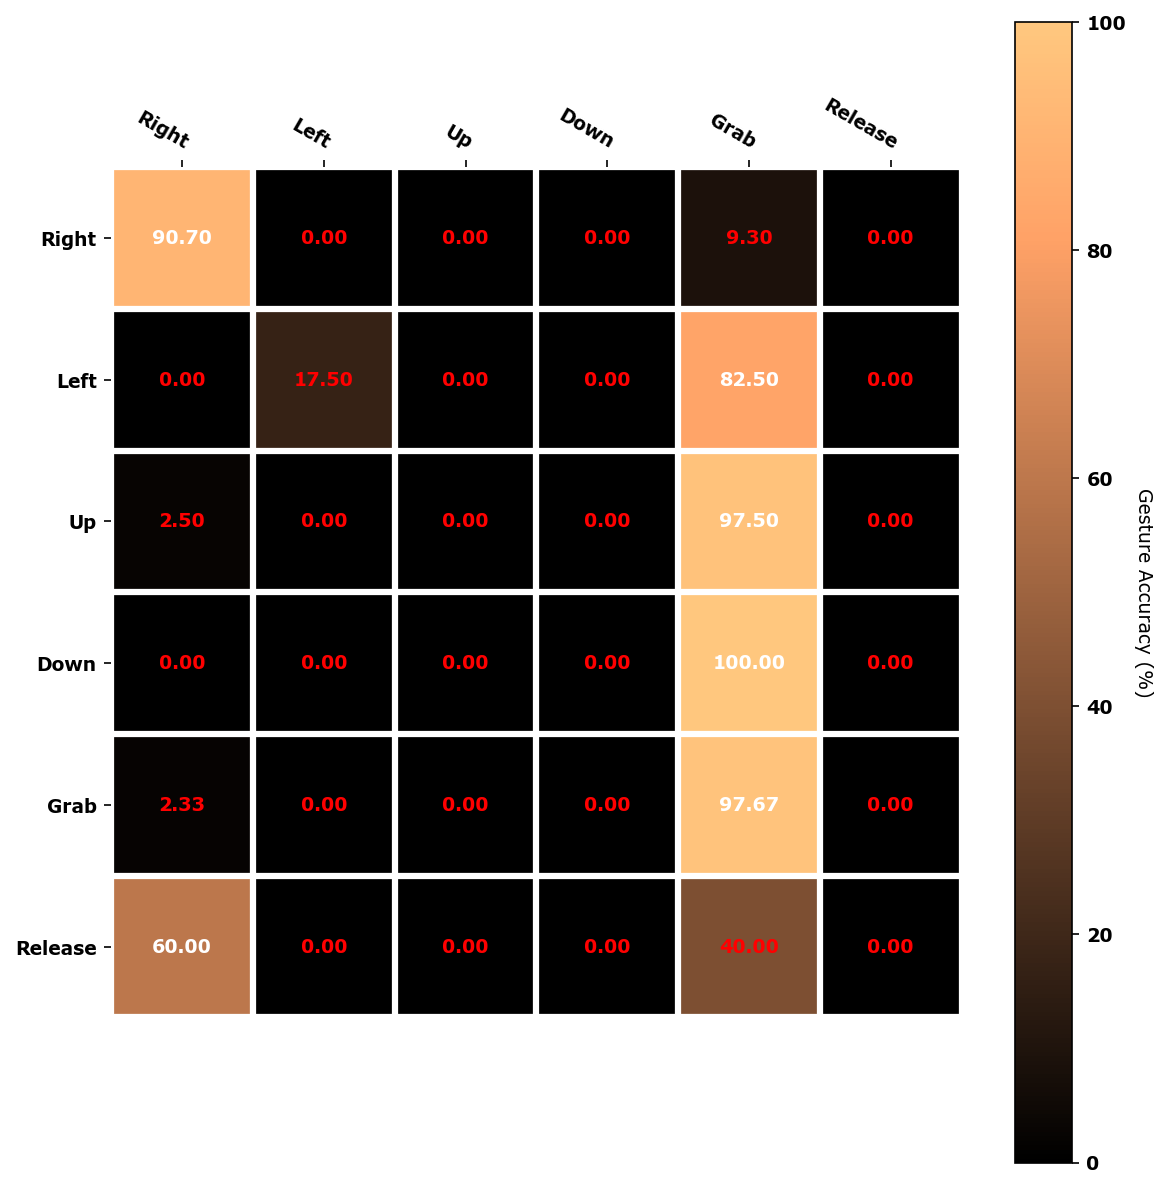 Right Left Up Down Grab Release
Right 90.70 0.00 0.00 0.00 9.30 0.00
Left 0.00 17.50 0.00 0.00 82.50 0.00
Up 2.50 0.00 0.00 0.00 97.50 0.00
Down 0.00 0.00 0.00 0.00 100.00 0.00
Grab 2.33 0.00 0.00 0.00 97.67 0.00
Release 60.00 0.00 0.00 0.00 40.00 0.00
100
80
60
40
20
0
Gesture Accuracy (%)